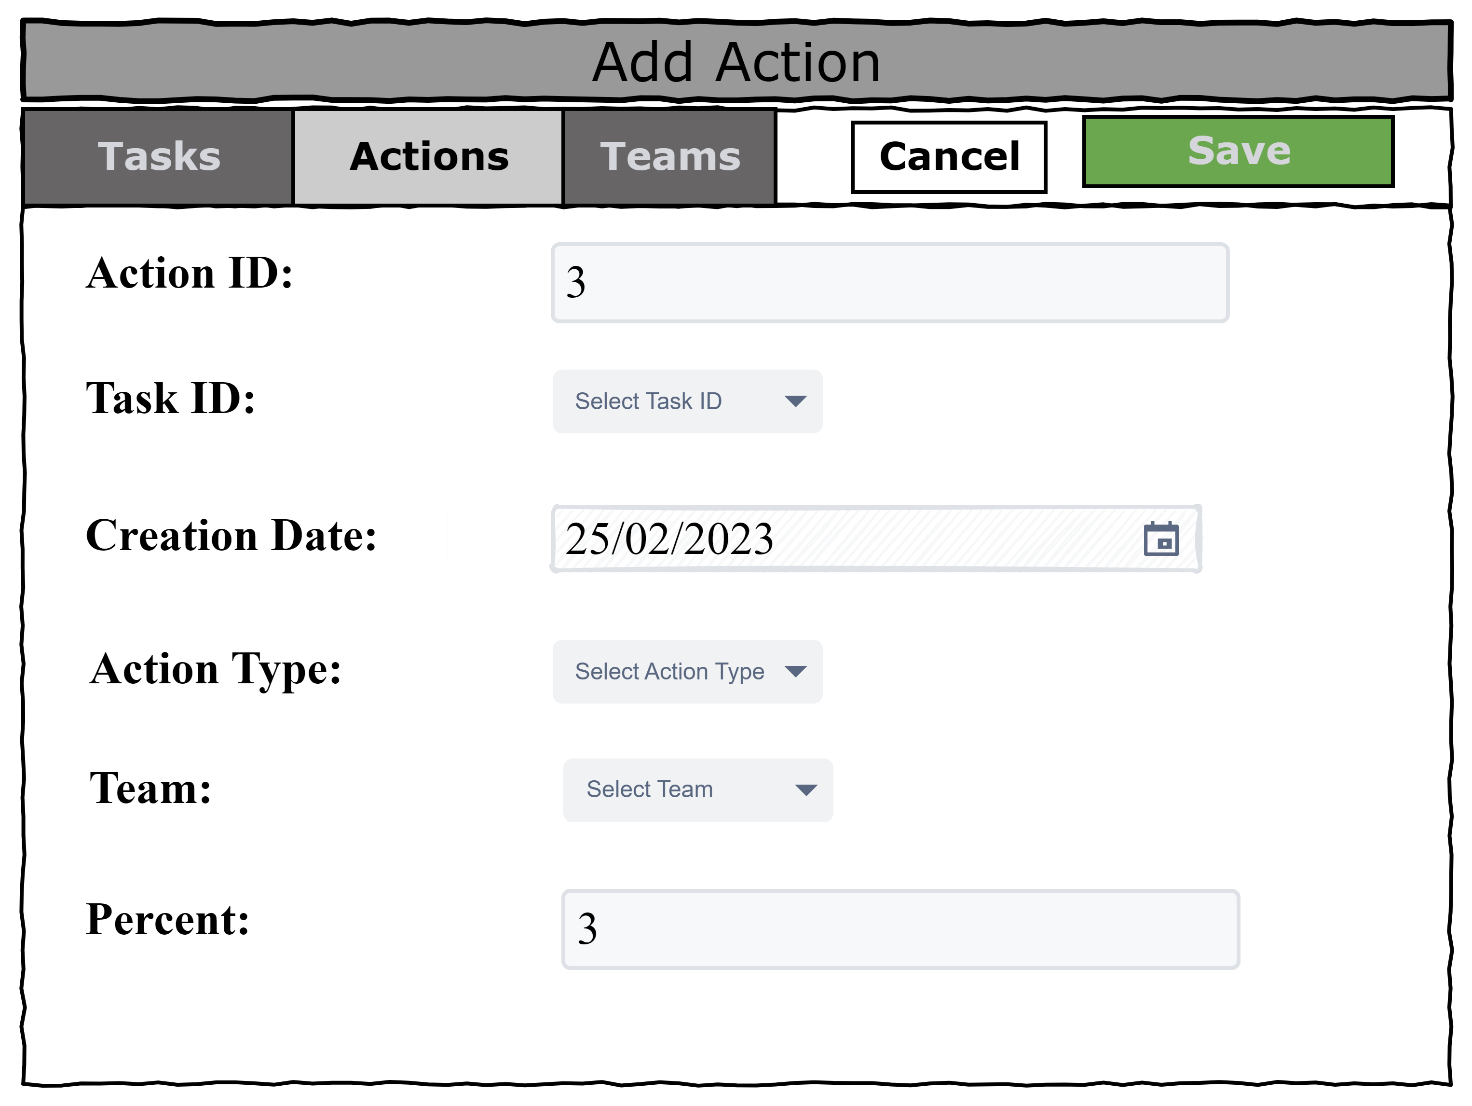 Add Action
Tasks Actions Teams Cancel Save
Action ID: 3
Task ID: Select Task ID
Creation Date: 25/02/2023
Action Type: Select Action Type
Team: Select Team
Percent: 3